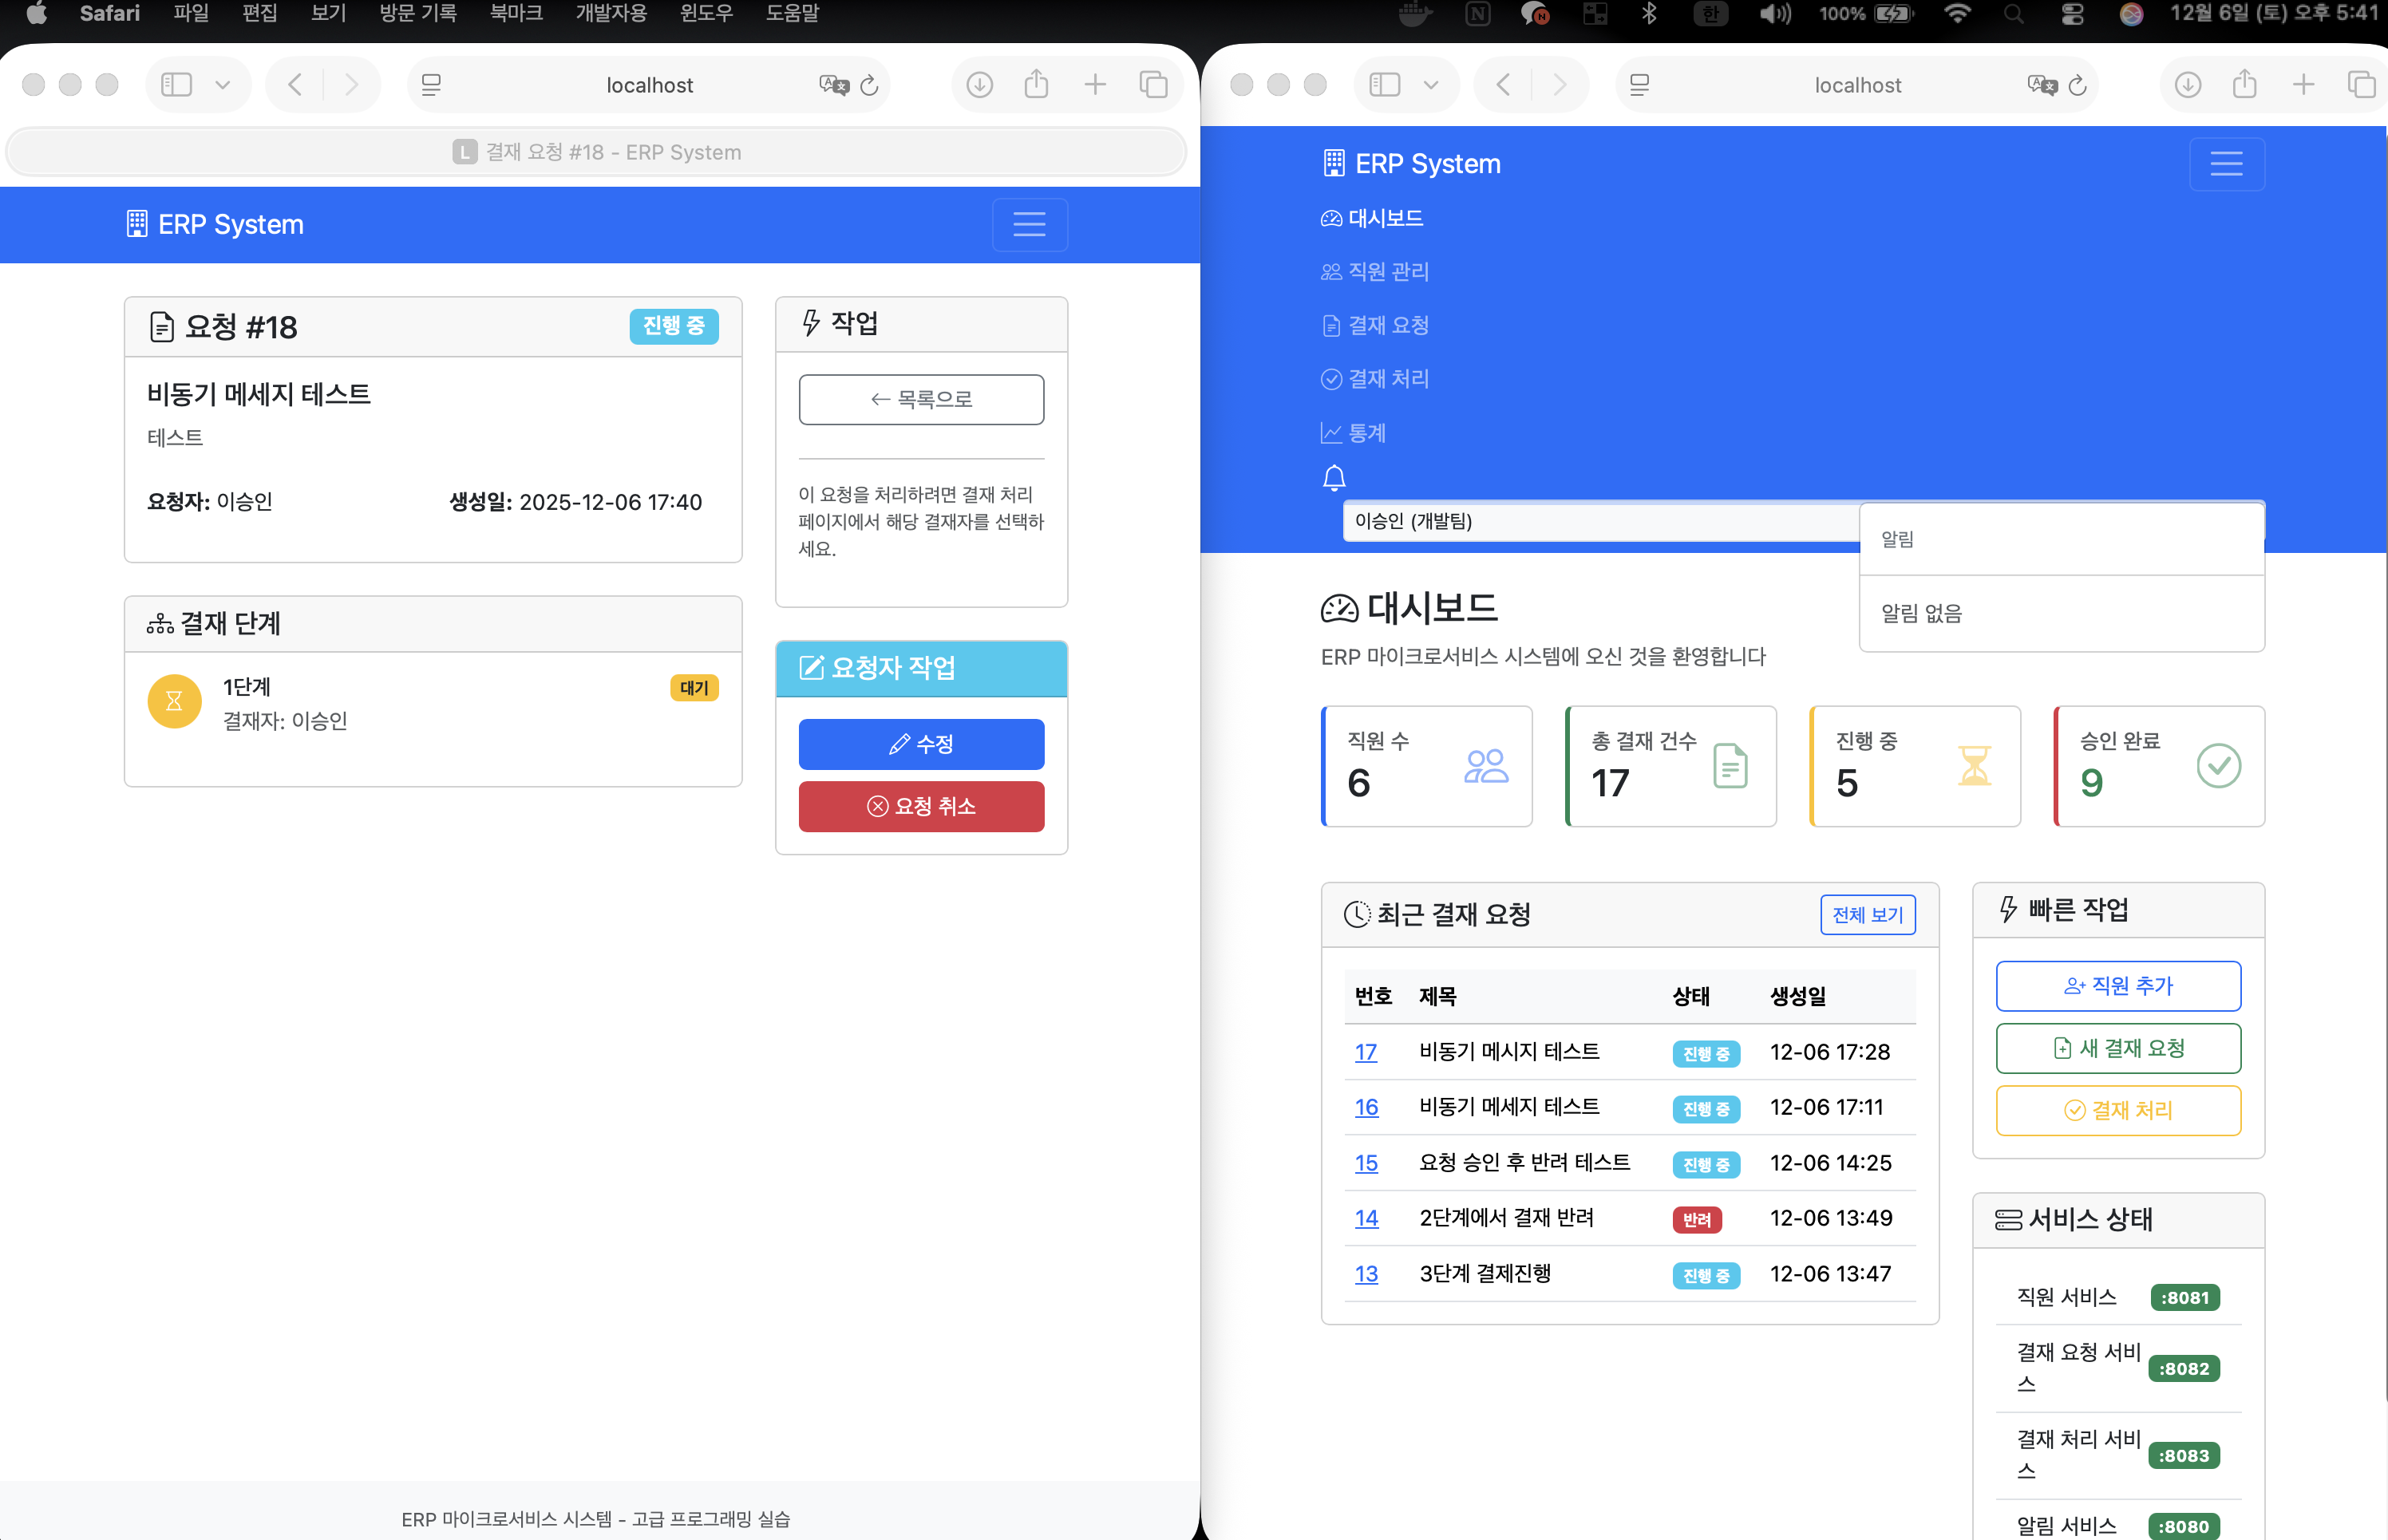 Safari 파일 편집 보기 방문 기록 북마크 개발자용 윈도우 도움말
한 100% 12월 6일 (토) 오후 5:41
localhost
L 결재 요청 #18 - ERP System
ERP System
요청 #18
진행 중
비동기 메세지 테스트
테스트
요청자: 이승인
생성일: 2025-12-06 17:40
결재 단계
1단계
대기
결재자: 이승인
작업
← 목록으로
이 요청을 처리하려면 결재 처리
페이지에서 해당 결재자를 선택하
세요.
요청자 작업
수정
요청 취소
ERP 마이크로서비스 시스템 - 고급 프로그래밍 실습
localhost
ERP System
대시보드
직원 관리
결재 요청
결재 처리
통계
이승인 (개발팀)
알림
알림 없음
대시보드
ERP 마이크로서비스 시스템에 오신 것을 환영합니다
직원 수
6
총 결재 건수
17
진행 중
5
승인 완료
9
최근 결재 요청
전체 보기
번호 제목 상태 생성일
17 비동기 메시지 테스트 진행 중 12-06 17:28
16 비동기 메세지 테스트 진행 중 12-06 17:11
15 요청 승인 후 반려 테스트 진행 중 12-06 14:25
14 2단계에서 결재 반려 반려 12-06 13:49
13 3단계 결제진행 진행 중 12-06 13:47
빠른 작업
직원 추가
새 결재 요청
결재 처리
서비스 상태
직원 서비스 :8081
결재 요청 서비
스
:8082
결재 처리 서비
스
:8083
알림 서비스 :8080